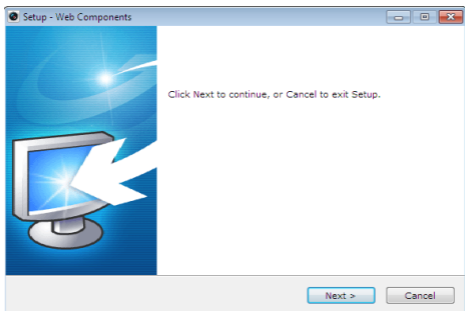 Setup - Web Components
Click Next to continue, or Cancel to exit Setup.
Next >
Cancel